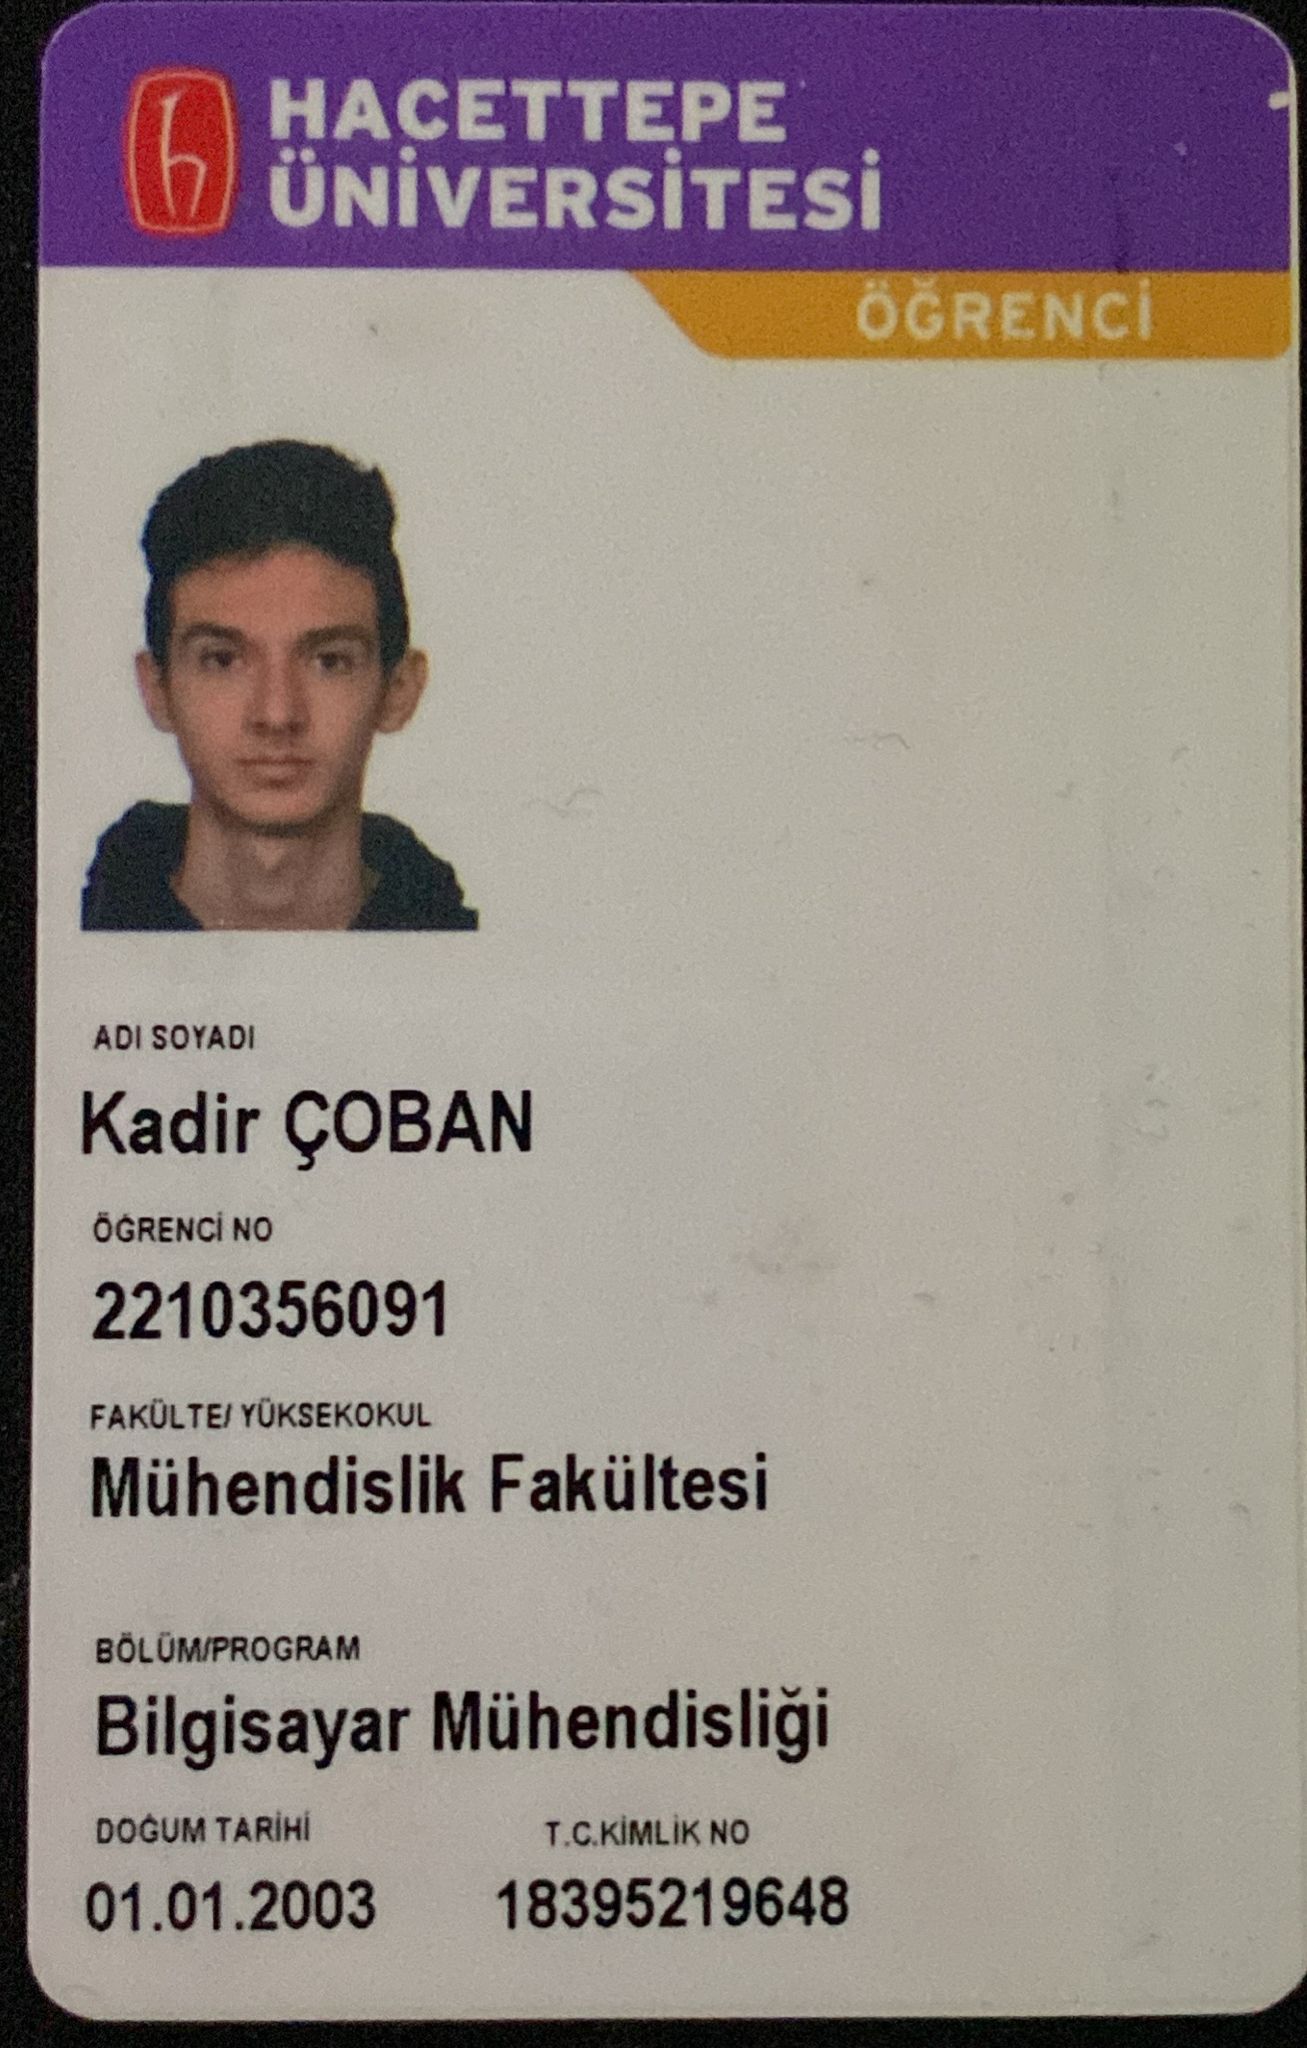 HACETTEPE
ÜNİVERSİTESİ
ÖĞRENCİ
ADI SOYADI
Kadir ÇOBAN
ÖĞRENCİ NO
2210356091
FAKÜLTE/ YÜKSEKOKUL
Mühendislik Fakültesi
BÖLÜM/PROGRAM
Bilgisayar Mühendisliği
DOĞUM TARİHİ T.C.KİMLİK NO
01.01.2003 18395219648